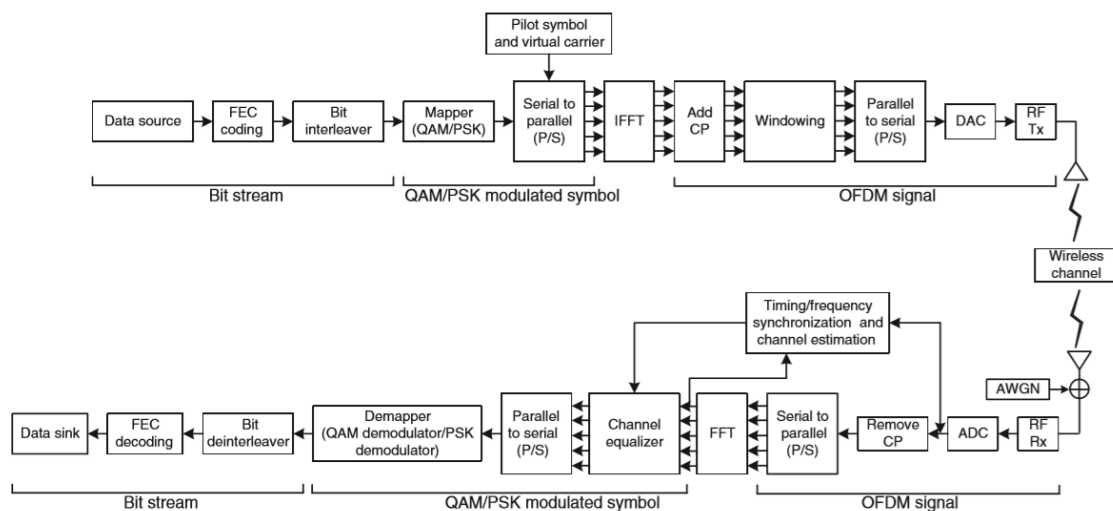 Pilot symbol
and virtual carrier
Data source
FEC
coding
Bit
interleaver
Mapper
(QAM/PSK)
Serial to
parallel
(P/S)
IFFT
Add
CP
Windowing
Parallel
to serial
(P/S)
DAC
RF
Tx
Bit stream
QAM/PSK modulated symbol
OFDM signal
Wireless
channel
Timing/frequency
synchronization and
channel estimation
AWGN
Data sink
FEC
decoding
Bit
deinterleaver
Demapper
(QAM demodulator/PSK
demodulator)
Parallel
to serial
(P/S)
Channel
equalizer
FFT
Serial to
parallel
(P/S)
Remove
CP
ADC
RF
Rx
Bit stream
QAM/PSK modulated symbol
OFDM signal